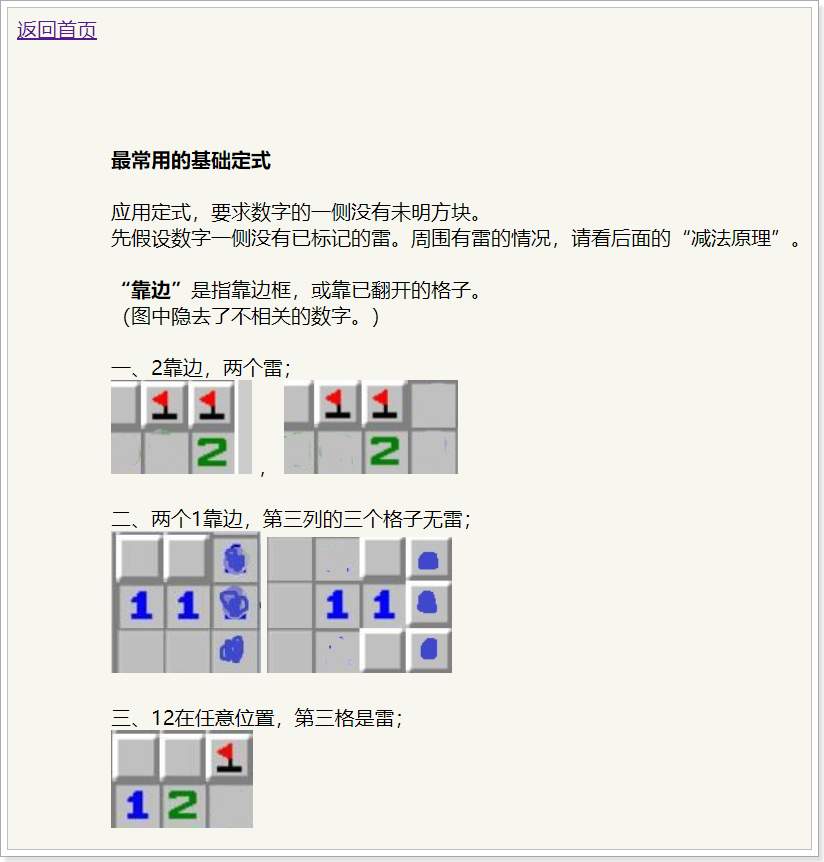 返回首页
最常用的基础定式
应用定式，要求数字的一侧没有未明方块。
先假设数字一侧没有已标记的雷。周围有雷的情况，请看后面的“减法原理”。
“靠边”是指靠边框，或靠已翻开的格子。
（图中隐去了不相关的数字。）
一、2靠边，两个雷；
2 ， 2
二、两个1靠边，第三列的三个格子无雷；
1 1 1 1
三、12在任意位置，第三格是雷；
1 2